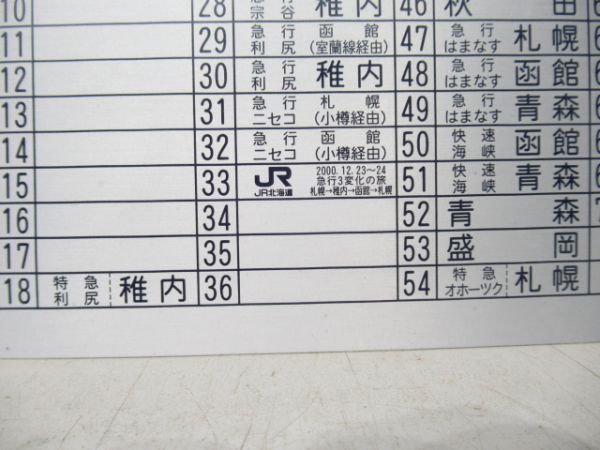 10
11
12
13
14
15
16
17
18 特急 利尻 稚内
28 宗谷 稚内
29 急行 利尻 函館 (室蘭線経由)
30 急行 利尻 稚内
31 急行 ニセコ 札幌 (小樽経由)
32 急行 ニセコ 函館 (小樽経由)
33 JR JR北海道 2000.12.23~24 急行3変化の旅 札幌→稚内→函館→札幌
34
35
36
46 秋田
47 急行 はまなす 札幌
48 急行 はまなす 函館
49 急行 はまなす 青森
50 快速 海峡 函館
51 快速 海峡 青森
52 青森
53 盛岡
54 特急 オホーツク 札幌